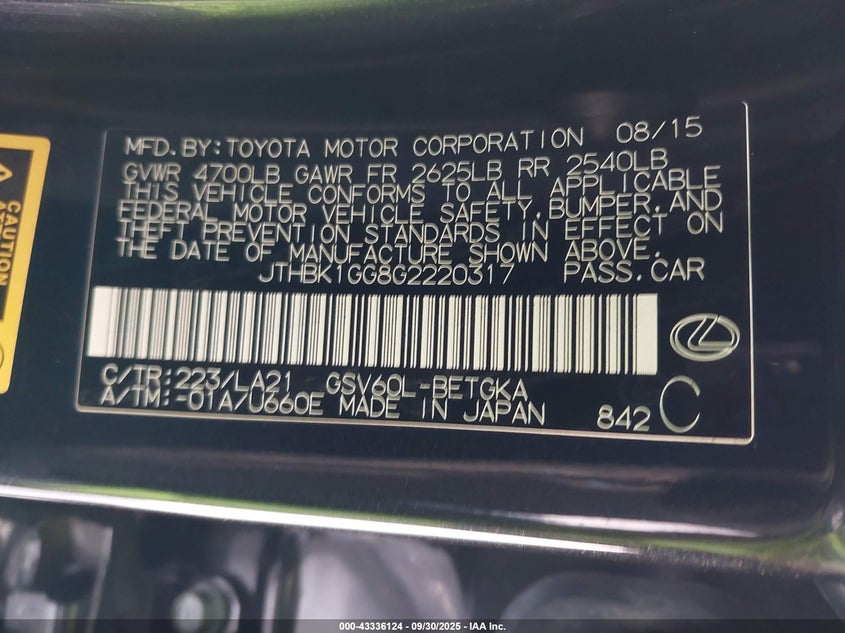 MFD.BY:TOYOTA MOTOR CORPORATION 08/15
GVWR 4700LB GAWR FR 2625LB RR 2540LB
THIS VEHICLE CONFORMS TO ALL APPLICABLE
FEDERAL MOTOR VEHICLE SAFETY,BUMPER,AND
THEFT PREVENTION STANDARDS IN EFFECT ON
THE DATE OF MANUFACTURE SHOWN ABOVE.
JTHBK1GG8G2220317 PASS.CAR
C/TR:223/LA21 GSV60L-BETGKA
A/TM:-01A/U660E MADE IN JAPAN 842 C
CAUTION
000-43336124 - 09/30/2025 - IAA Inc.